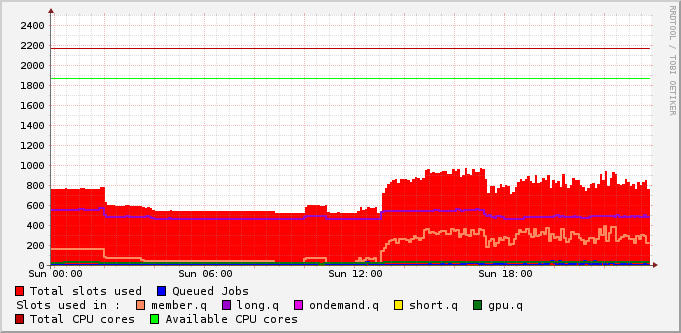 RRDTOOL / TOBI OETIKER
2400
2200
2000
1800
1600
1400
1200
1000
800
600
400
200
0
Sun 00:00 Sun 06:00 Sun 12:00 Sun 18:00
Total slots used Queued Jobs
Slots used in : member.q long.q ondemand.q short.q gpu.q
Total CPU cores Available CPU cores